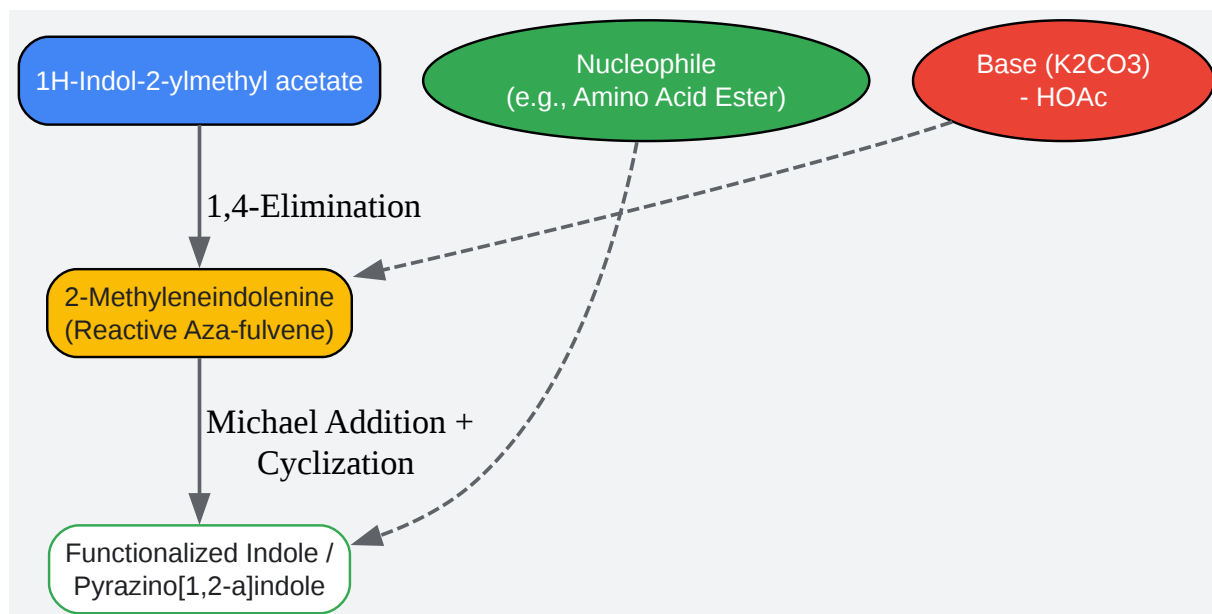 1H-Indol-2-ylmethyl acetate
Nucleophile
(e.g., Amino Acid Ester)
Base (K2CO3)
- HOAc
1,4-Elimination
2-Methyleneindolenine
(Reactive Aza-fulvene)
Michael Addition +
Cyclization
Functionalized Indole /
Pyrazino[1,2-a]indole